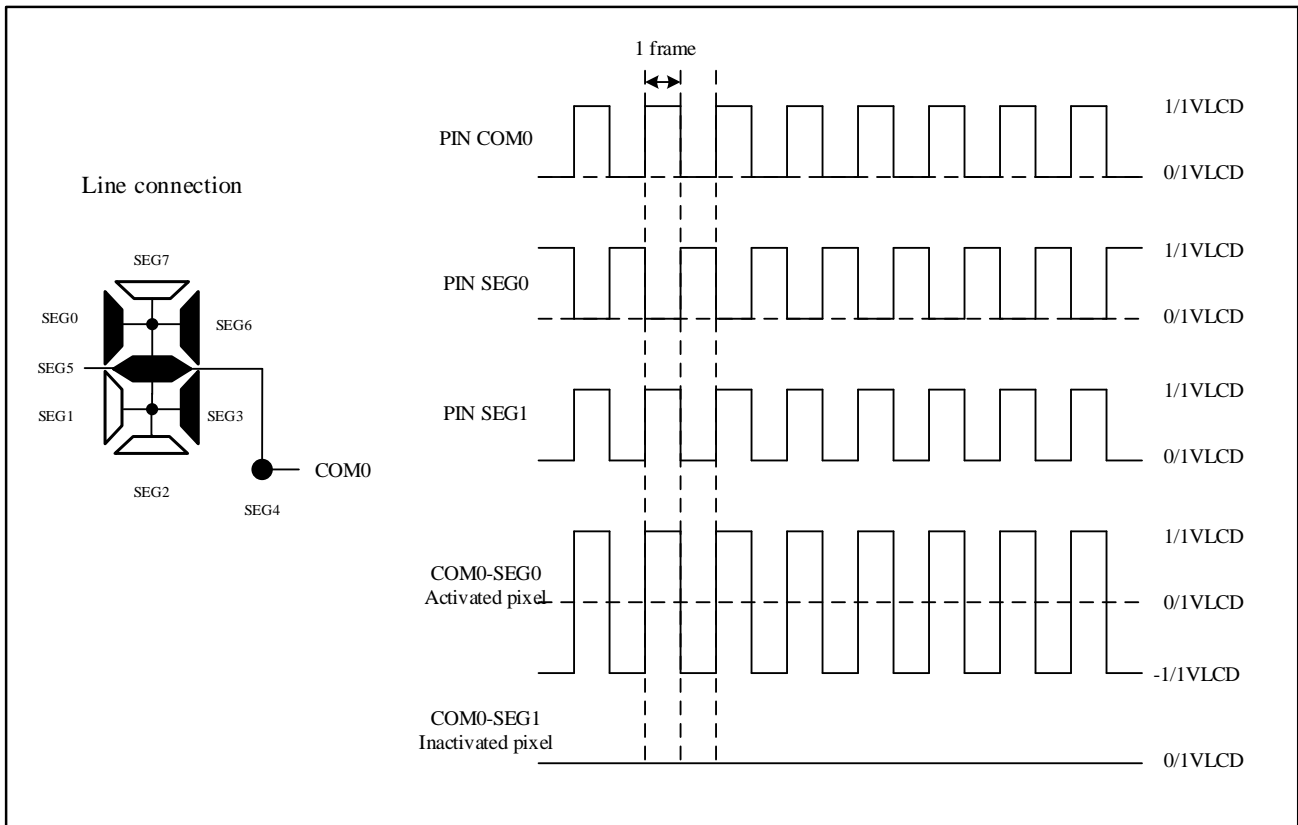 1 frame
PIN COM0
1/1VLCD
0/1VLCD
Line connection
SEG7
SEG0
SEG6
SEG5
SEG1
SEG3
SEG2
COM0
SEG4
PIN SEG0
1/1VLCD
0/1VLCD
PIN SEG1
1/1VLCD
0/1VLCD
COM0-SEG0
Activated pixel
1/1VLCD
0/1VLCD
-1/1VLCD
COM0-SEG1
Inactivated pixel
0/1VLCD